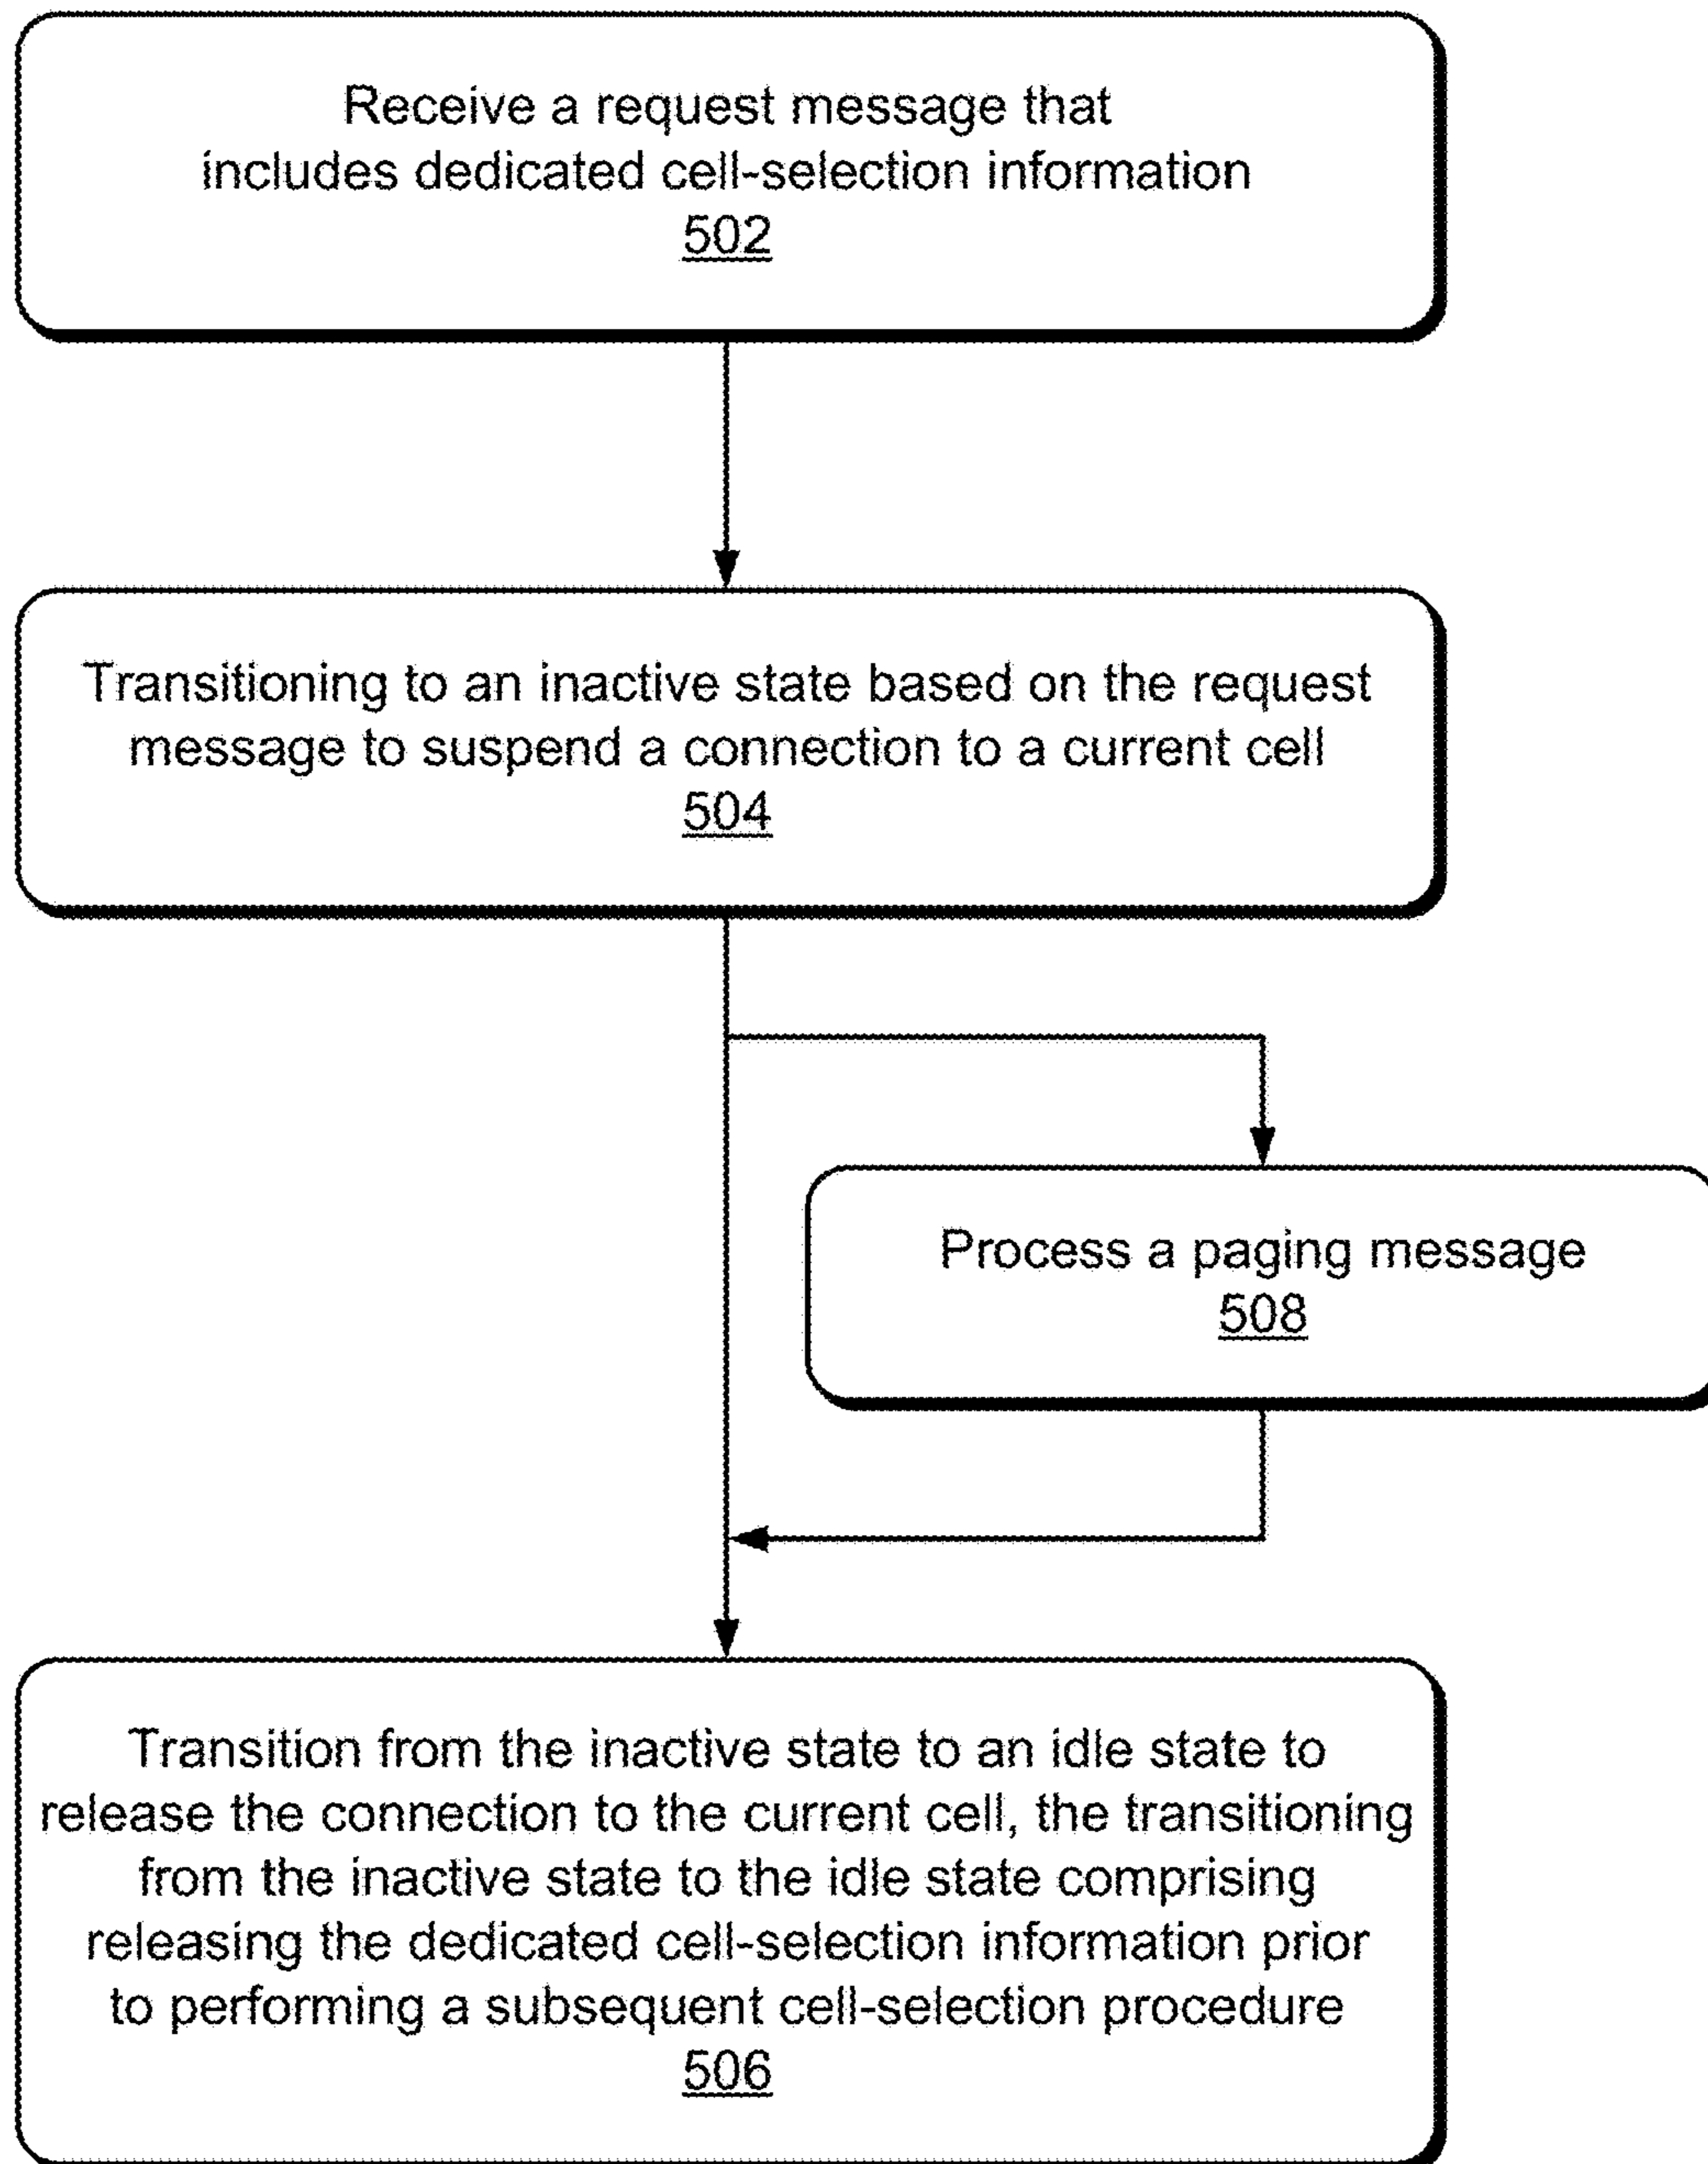 Receive a request message that
includes dedicated cell-selection information
502
Transitioning to an inactive state based on the request
message to suspend a connection to a current cell
504
Process a paging message
508
Transition from the inactive state to an idle state to
release the connection to the current cell, the transitioning
from the inactive state to the idle state comprising
releasing the dedicated cell-selection information prior
to performing a subsequent cell-selection procedure
506